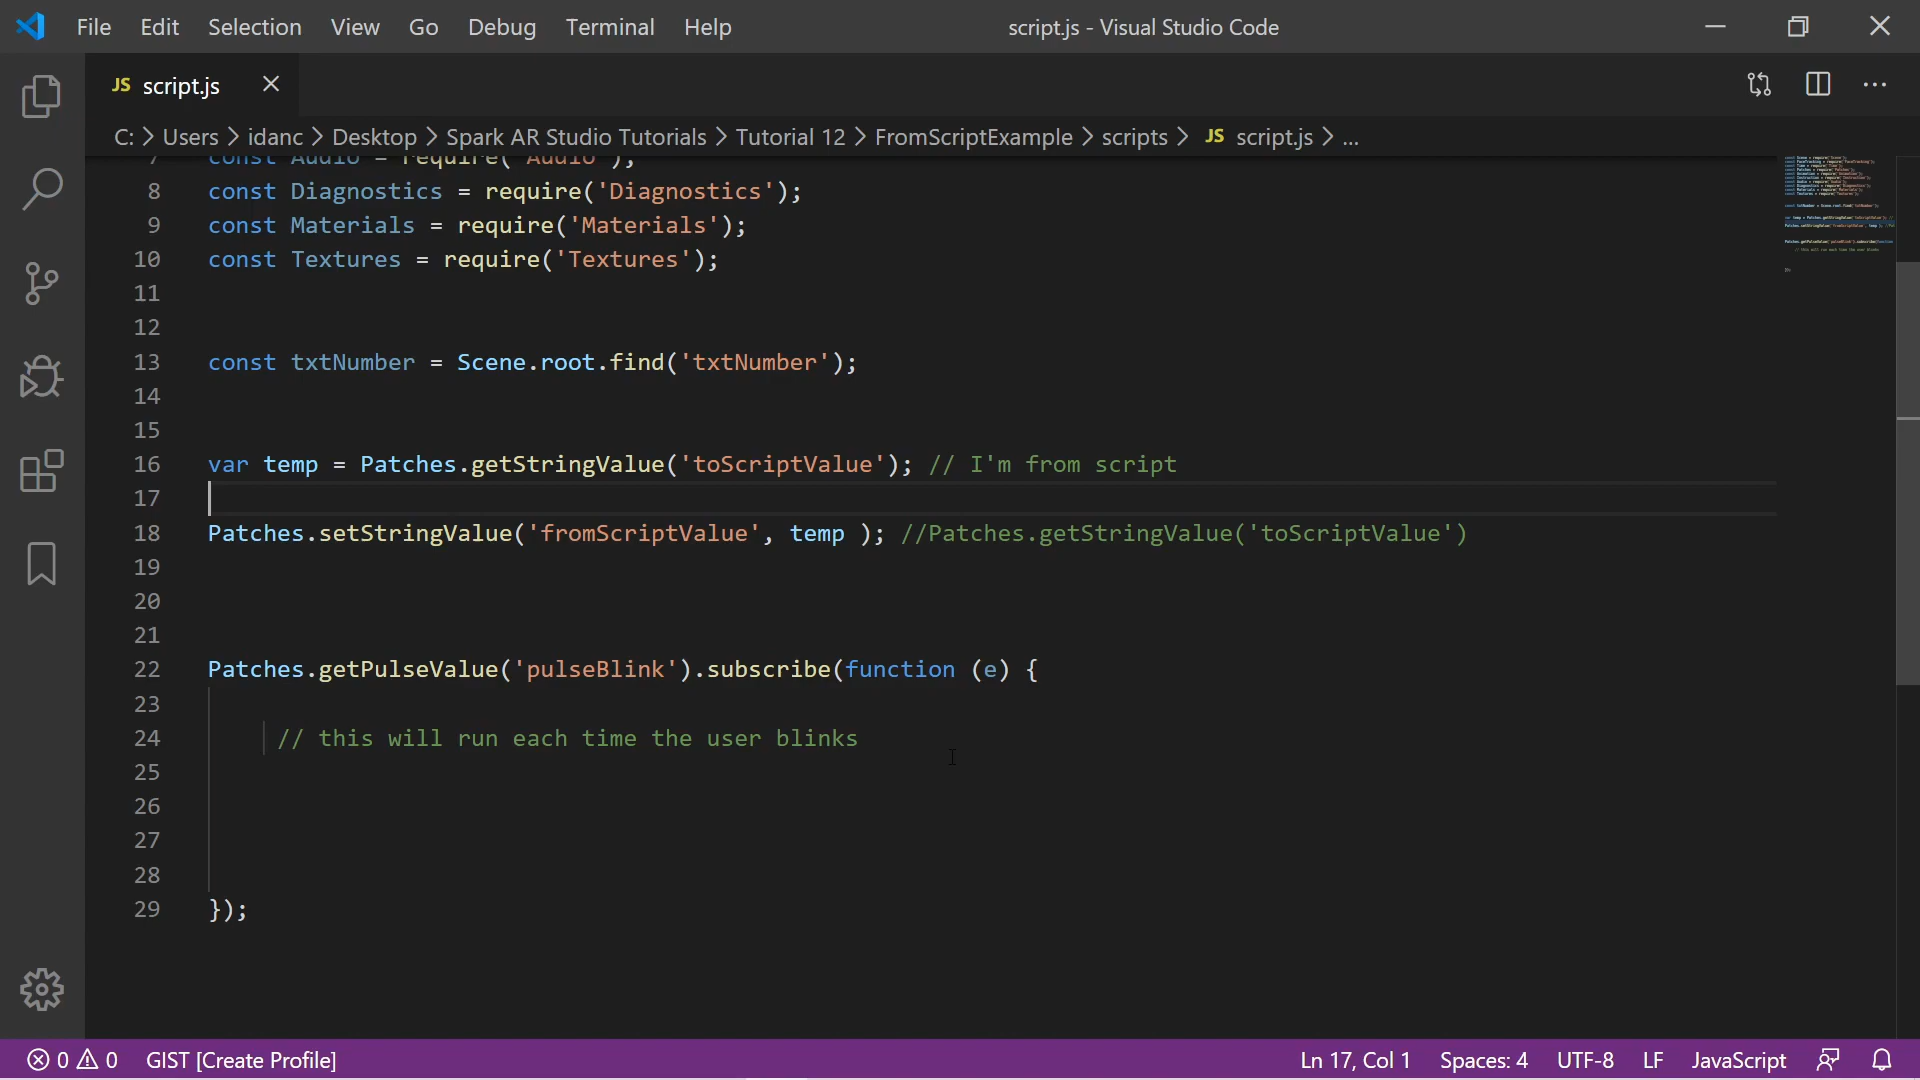 File Edit Selection View Go Debug Terminal Help script.js - Visual Studio Code
JS script.js
C: > Users > idanc > Desktop > Spark AR Studio Tutorials > Tutorial 12 > FromScriptExample > scripts > JS script.js > ...
7 const Audio = require('Audio');
8 const Diagnostics = require('Diagnostics');
9 const Materials = require('Materials');
10 const Textures = require('Textures');
11
12
13 const txtNumber = Scene.root.find('txtNumber');
14
15
16 var temp = Patches.getStringValue('toScriptValue'); // I'm from script
17
18 Patches.setStringValue('fromScriptValue', temp ); //Patches.getStringValue('toScriptValue')
19
20
21
22 Patches.getPulseValue('pulseBlink').subscribe(function (e) {
23
24 // this will run each time the user blinks
25
26
27
28
29 });
0 0 GIST [Create Profile] Ln 17, Col 1 Spaces: 4 UTF-8 LF JavaScript